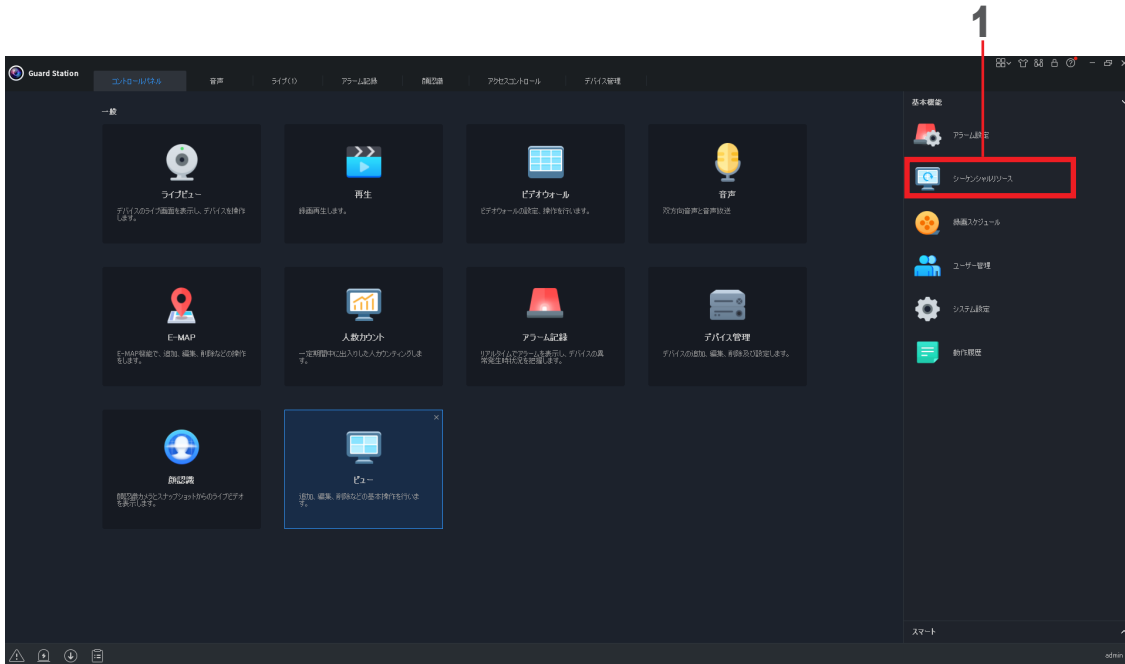 1
Guard Station
コントロールパネル 音声 ライブ(1) アラーム記録 顔認識 アクセスコントロール デバイス管理
一般
ライブビュー
デバイスのライブ画面を表示し、デバイスを操作
します。
再生
録画再生します。
ビデオウォール
ビデオウォールの設定、操作を行います。
音声
双方向音声と音声放送
E-MAP
E-MAP機能で、追加、編集、削除などの操作
をします。
人数カウント
一定期間中に出入りした人カウンティングしま
す。
アラーム記録
リアルタイムでアラームを表示し、デバイスの異
常発生時状況を把握します。
デバイス管理
デバイスの追加、編集、削除及び設定します。
顔認識
顔認識カメラとスナップショットからのライブビデオ
を表示します。
ビュー
追加、編集、削除などの基本操作を行いま
す。
基本機能
アラーム設定
シーケンシャルリソース
録画スケジュール
ユーザー管理
システム設定
動作履歴
スマート
admin